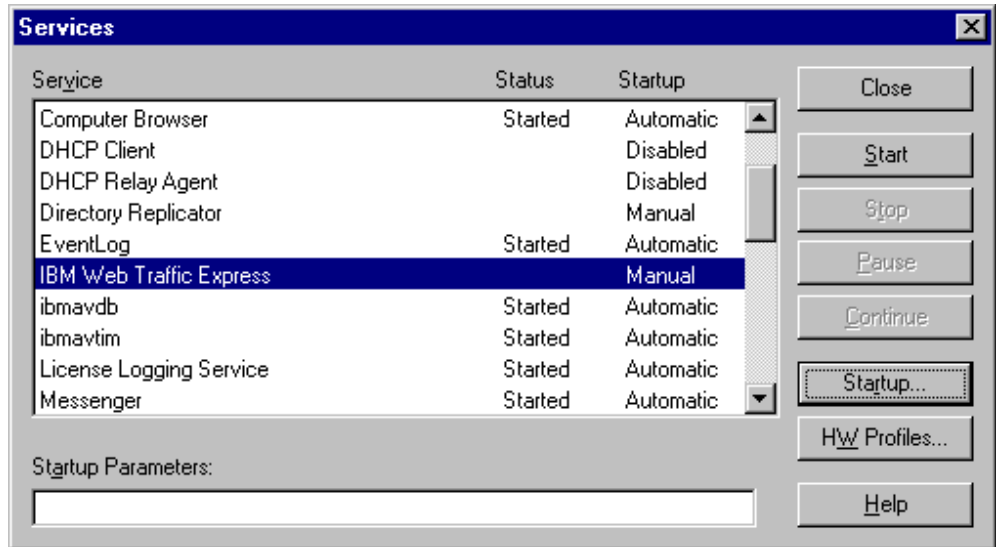 Services
Service Status Startup
Computer Browser Started Automatic
DHCP Client Disabled
DHCP Relay Agent Disabled
Directory Replicator Manual
EventLog Started Automatic
IBM Web Traffic Express Manual
ibmavdb Started Automatic
ibmavtim Started Automatic
License Logging Service Started Automatic
Messenger Started Automatic
Startup Parameters:
Close
Start
Stop
Pause
Continue
Startup...
HW Profiles...
Help